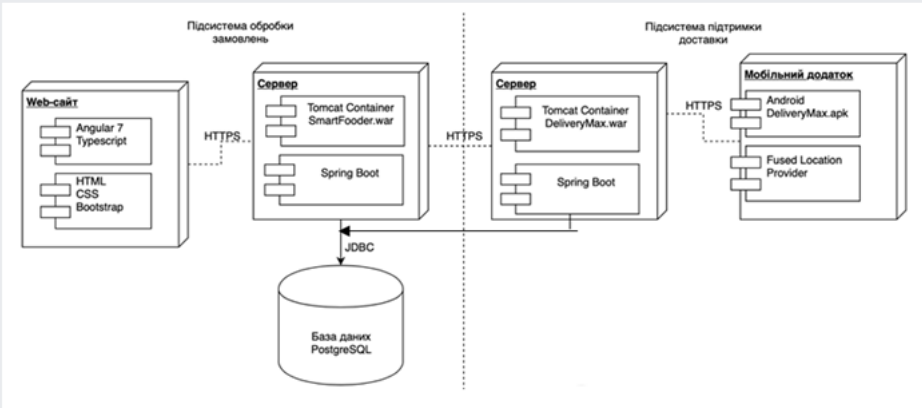 Підсистема обробки
замовлень
Підсистема підтримки
доставки
Web-сайт
Angular 7
Typescript
HTML
CSS
Bootstrap
HTTPS
Сервер
Tomcat Container
SmartFooder.war
Spring Boot
HTTPS
Сервер
Tomcat Container
DeliveryMax.war
Spring Boot
HTTPS
Мобільний додаток
Android
DeliveryMax.apk
Fused Location
Provider
JDBC
База даних
PostgreSQL